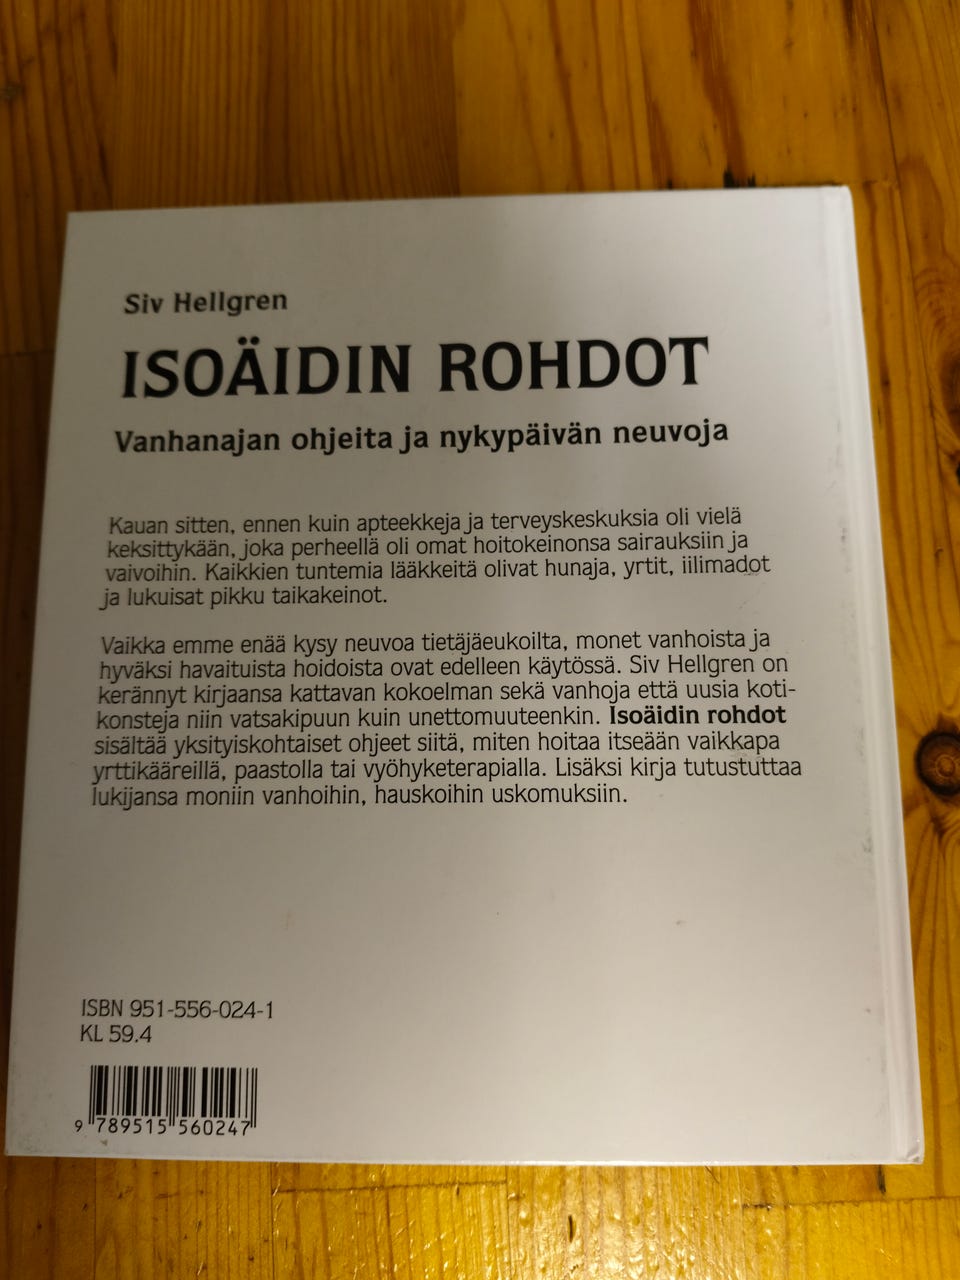 Siv Hellgren
ISOÄIDIN ROHDOT
Vanhanajan ohjeita ja nykypäivän neuvoja
Kauan sitten, ennen kuin apteekkeja ja terveyskeskuksia oli vielä
keksittykään, joka perheellä oli omat hoitokeinonsa sairauksiin ja
vaivoihin. Kaikkien tuntemia lääkkeitä olivat hunaja, yrtit, iilimadot
ja lukuisat pikku taikakeinot.
Vaikka emme enää kysy neuvoa tietäjäeukoilta, monet vanhoista ja
hyväksi havaituista hoidoista ovat edelleen käytössä. Siv Hellgren on
kerännyt kirjaansa kattavan kokoelman sekä vanhoja että uusia koti-
konsteja niin vatsakipuun kuin unettomuuteenkin. Isoäidin rohdot
sisältää yksityiskohtaiset ohjeet siitä, miten hoitaa itseään vaikkapa
yrttikääreillä, paastolla tai vyöhyketerapialla. Lisäksi kirja tutustuttaa
lukijansa moniin vanhoihin, hauskoihin uskomuksiin.
ISBN 951-556-024-1
KL 59.4
9 789515 560247